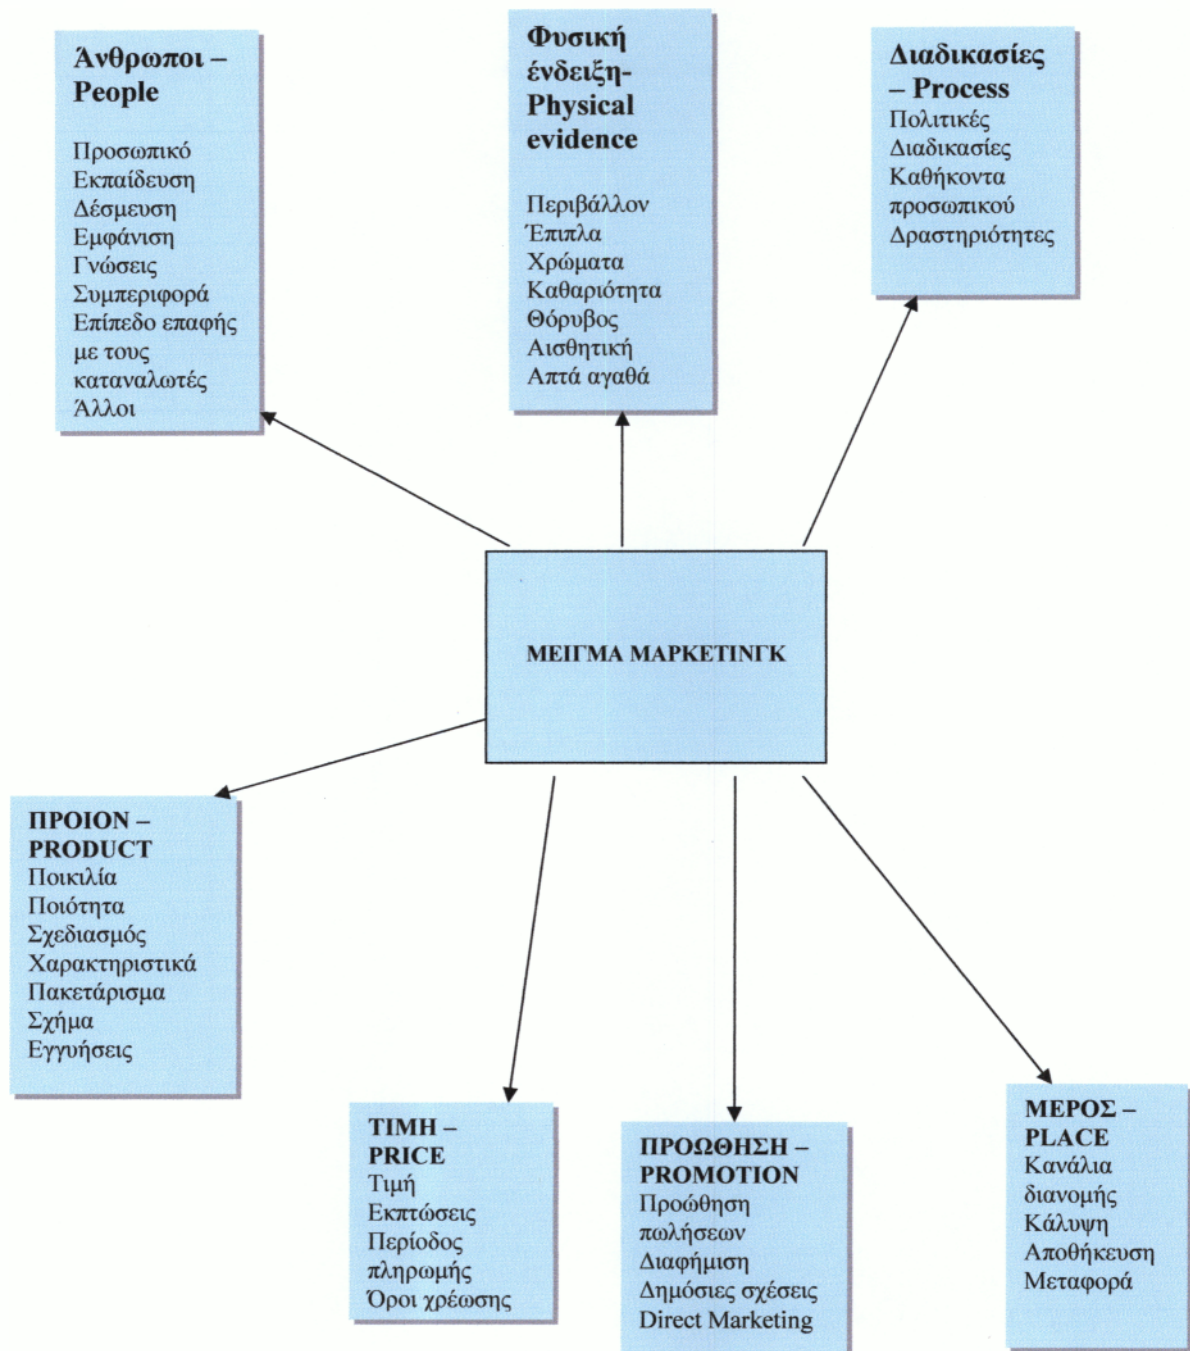 Άνθρωποι –
People
Προσωπικό
Εκπαίδευση
Δέσμευση
Εμφάνιση
Γνώσεις
Συμπεριφορά
Επίπεδο επαφής
με τους
καταναλωτές
Άλλοι
Φυσική
ένδειξη-
Physical
evidence
Περιβάλλον
Έπιπλα
Χρώματα
Καθαριότητα
Θόρυβος
Αισθητική
Απτά αγαθά
Διαδικασίες
– Process
Πολιτικές
Διαδικασίες
Καθήκοντα
προσωπικού
Δραστηριότητες
ΜΕΙΓΜΑ ΜΑΡΚΕΤΙΝΓΚ
ΠΡΟΙΟΝ –
PRODUCT
Ποικιλία
Ποιότητα
Σχεδιασμός
Χαρακτηριστικά
Πακετάρισμα
Σχήμα
Εγγυήσεις
ΤΙΜΗ –
PRICE
Τιμή
Εκπτώσεις
Περίοδος
πληρωμής
Όροι χρέωσης
ΠΡΟΩΘΗΣΗ –
PROMOTION
Προώθηση
πωλήσεων
Διαφήμιση
Δημόσιες σχέσεις
Direct Marketing
ΜΕΡΟΣ –
PLACE
Κανάλια
διανομής
Κάλυψη
Αποθήκευση
Μεταφορά